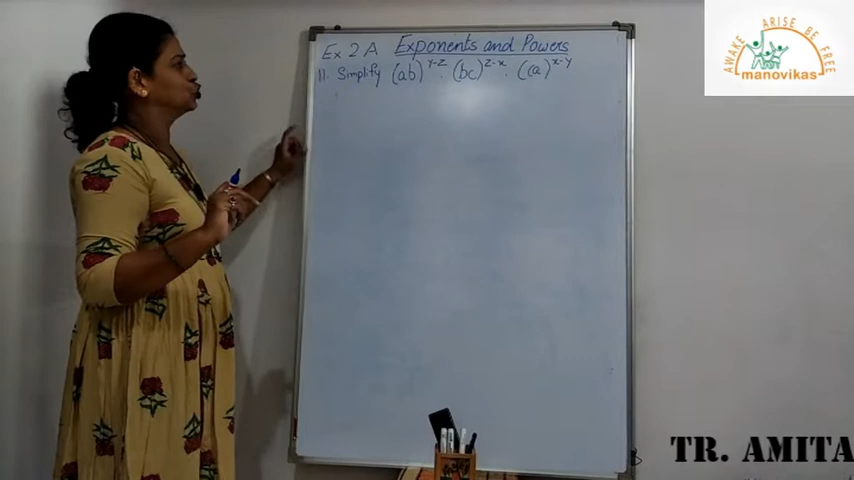 Ex 2A Exponents and Powers
11 Simplify (ab)^y-z . (bc)^z-x . (ca)^x-y
AWAKE ARISE BE FREE
manovikas
TR. AMITA